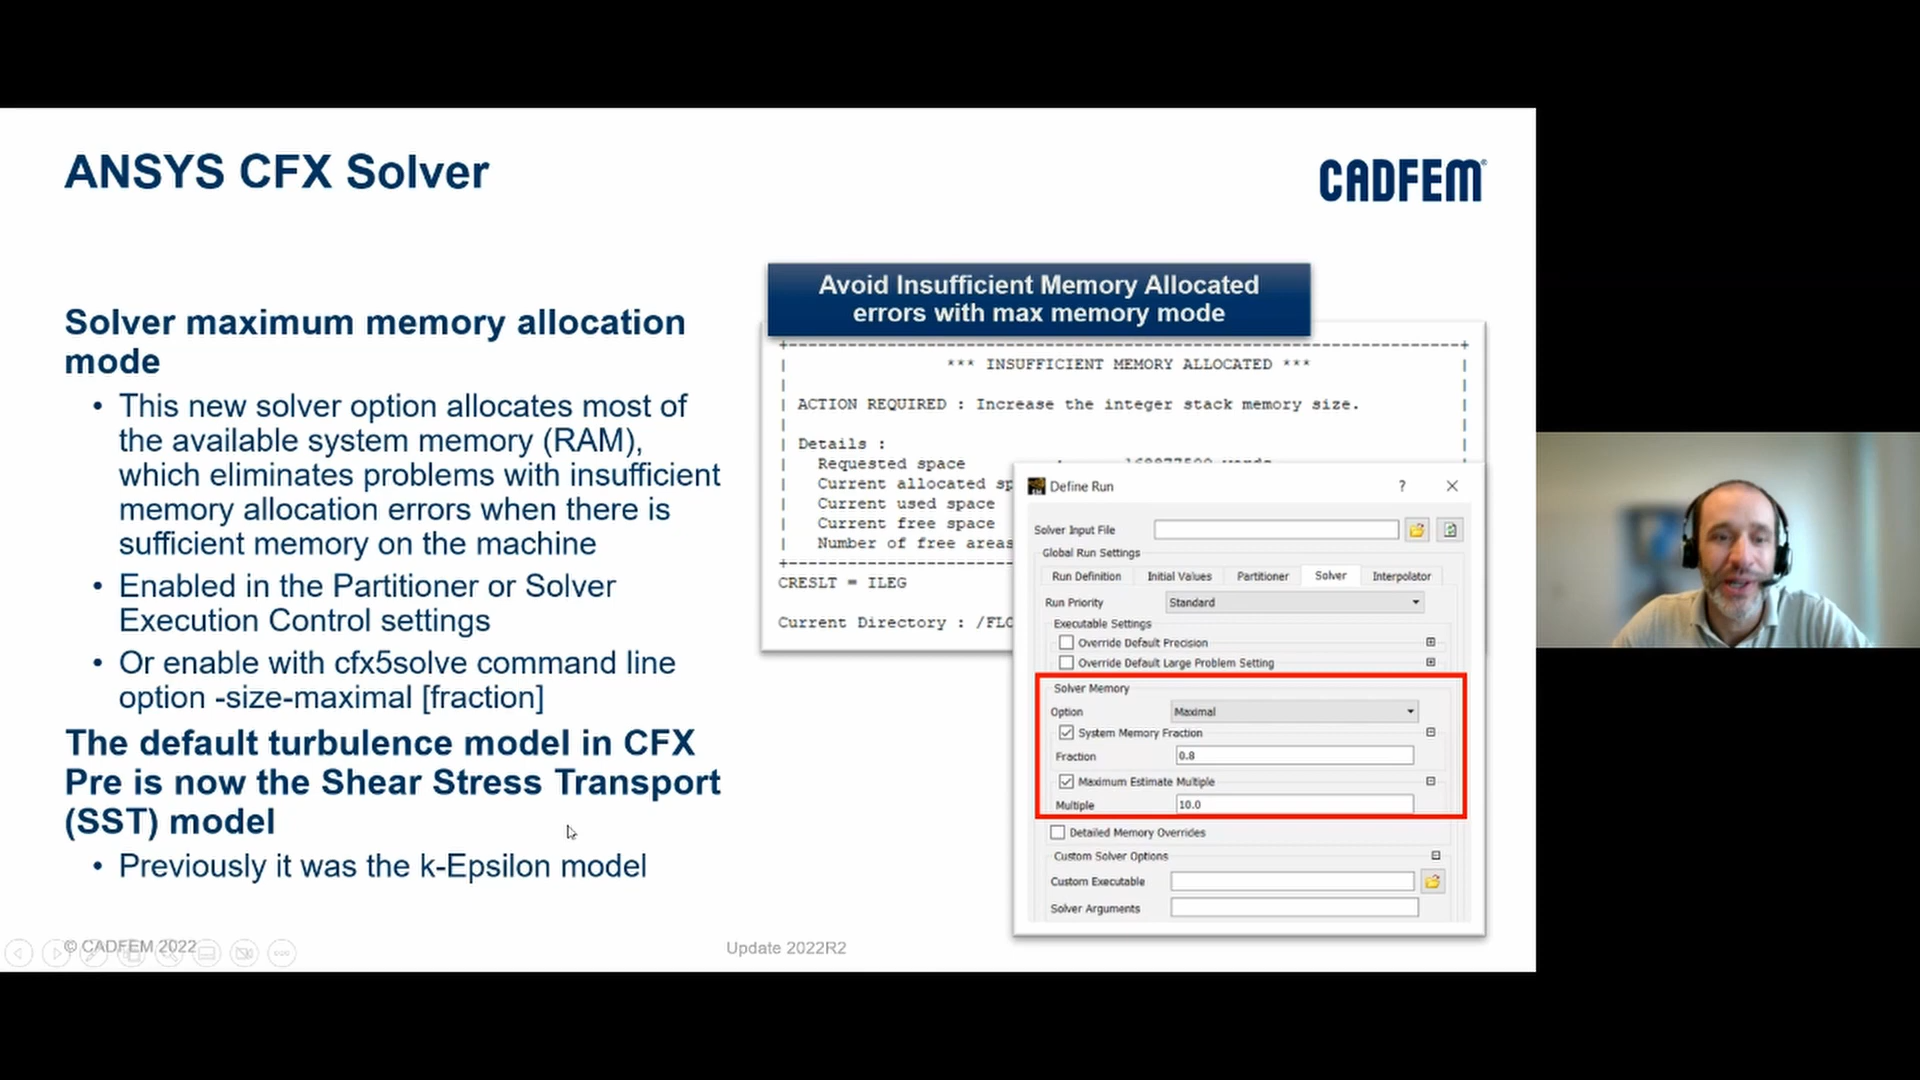 ANSYS CFX Solver
CADFEM®
Solver maximum memory allocation
mode
• This new solver option allocates most of
the available system memory (RAM),
which eliminates problems with insufficient
memory allocation errors when there is
sufficient memory on the machine
• Enabled in the Partitioner or Solver
Execution Control settings
• Or enable with cfx5solve command line
option -size-maximal [fraction]
The default turbulence model in CFX
Pre is now the Shear Stress Transport
(SST) model
• Previously it was the k-Epsilon model
Avoid Insufficient Memory Allocated
errors with max memory mode
*** INSUFFICIENT MEMORY ALLOCATED ***
ACTION REQUIRED : Increase the integer stack memory size.
Details :
Requested space :
Current allocated sp
Current used space
Current free space
Number of free areas
CRESLT = ILEG
Current Directory : /FLO
Define Run
? ×
Solver Input File
Global Run Settings
Run Definition Initial Values Partitioner Solver Interpolator
Run Priority Standard
Executable Settings
Override Default Precision
Override Default Large Problem Setting
Solver Memory
Option Maximal
System Memory Fraction
Fraction 0.8
Maximum Estimate Multiple
Multiple 10.0
Detailed Memory Overrides
Custom Solver Options
Custom Executable
Solver Arguments
© CADFEM 2022
Update 2022R2